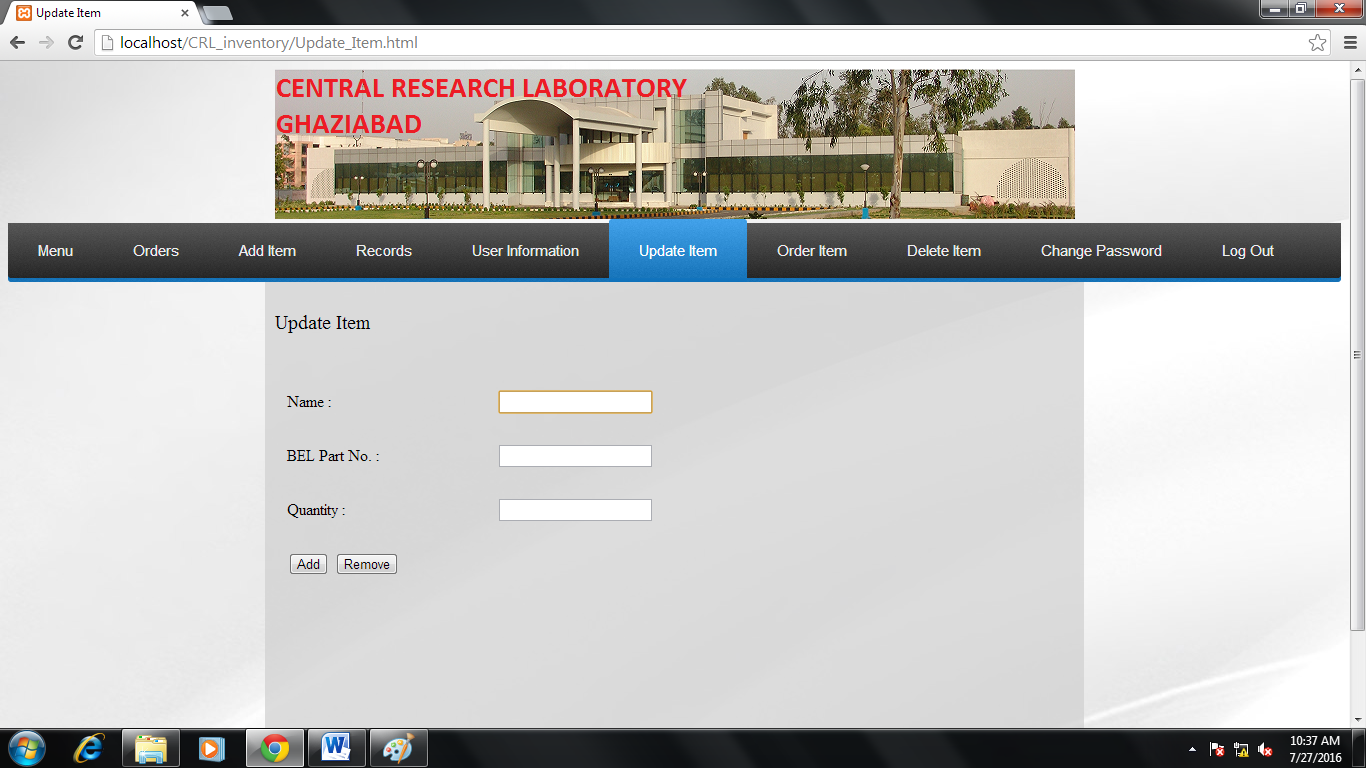 Update Item
localhost/CRL_inventory/Update_Item.html
CENTRAL RESEARCH LABORATORY
GHAZIABAD
Menu Orders Add Item Records User Information Update Item Order Item Delete Item Change Password Log Out
Update Item
Name :
BEL Part No. :
Quantity :
Add Remove
10:37 AM
7/27/2016